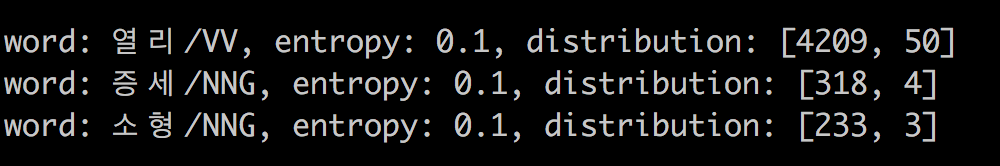 word: 열리/VV, entropy: 0.1, distribution: [4209, 50]
word: 증세/NNG, entropy: 0.1, distribution: [318, 4]
word: 소형/NNG, entropy: 0.1, distribution: [233, 3]